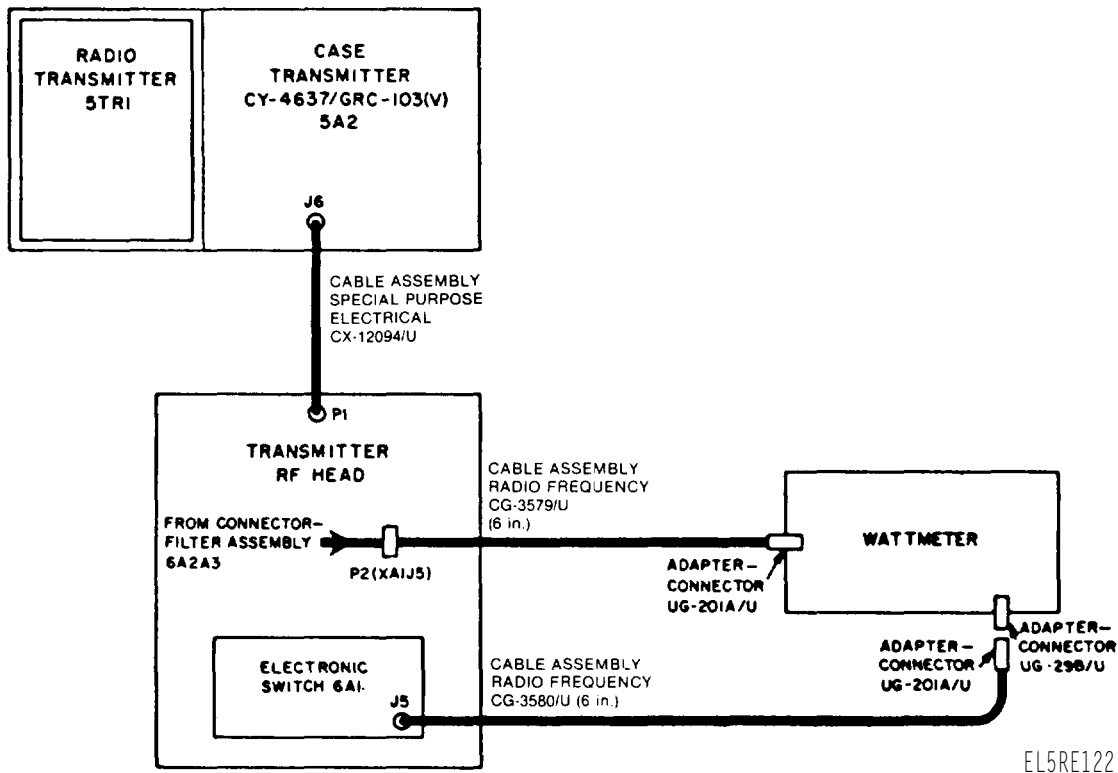 RADIO
TRANSMITTER
5TR1
CASE
TRANSMITTER
CY-4637/GRC-103(V)
5A2
J6
CABLE ASSEMBLY
SPECIAL PURPOSE
ELECTRICAL
CX-12094/U
P1
TRANSMITTER
RF HEAD
FROM CONNECTOR-
FILTER ASSEMBLY
6A2A3
P2(XA1J5)
CABLE ASSEMBLY
RADIO FREQUENCY
CG-3579/U
(6 in.)
ADAPTER-
CONNECTOR
UG-201A/U
WATTMETER
ADAPTER-
CONNECTOR
UG-29B/U
ADAPTER-
CONNECTOR
UG-201A/U
ELECTRONIC
SWITCH 6A1
J5
CABLE ASSEMBLY
RADIO FREQUENCY
CG-3580/U (6 in.)
EL5RE122